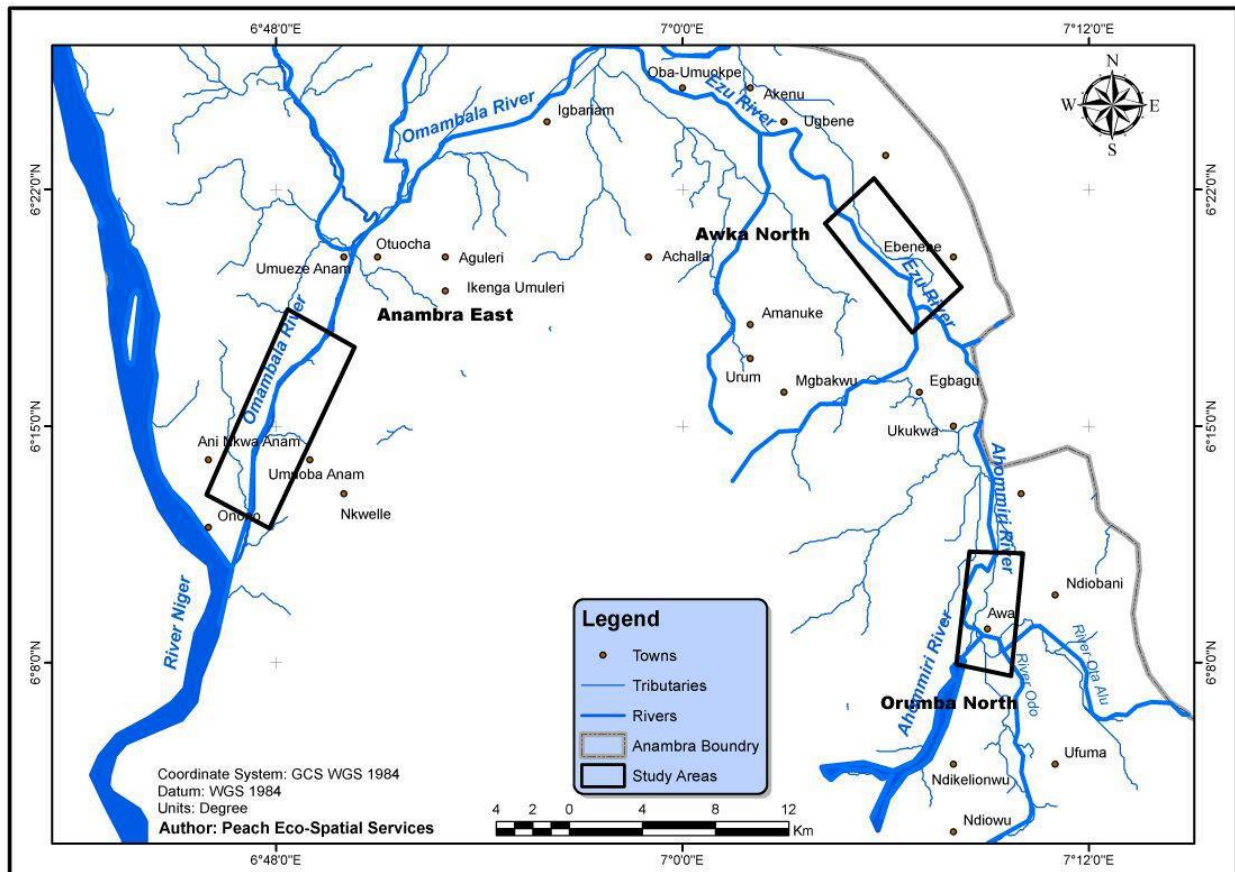 6°48'0"E
7°0'0"E
7°12'0"E
N
W
E
S
Oba-Umuokpe
Akenu
Ezu River
Omambala River
Igbariam
Ugbene
6°22'0"N
6°22'0"N
Awka North
Ebenebe
Otuocha
Umueze Anam
Aguleri
Achalla
Ezu River
Ikenga Umuleri
Anambra East
Amanuke
Omambala River
Urum
Mgbakwu
Egbagu
6°15'0"N
6°15'0"N
Ukukwa
Ani Nkwa Anam
Umuoba Anam
Ahommiri River
Nkwelle
Onono
River Niger
Ndiobani
Legend
Towns
Tributaries
Rivers
Anambra Boundry
Study Areas
Awa
Ahommiri River
River Odo
River Ota Alu
6°8'0"N
6°8'0"N
Orumba North
Ufuma
Ndikelionwu
Ndiowu
Coordinate System: GCS WGS 1984
Datum: WGS 1984
Units: Degree
Author: Peach Eco-Spatial Services
4 2 0 4 8 12
Km
6°48'0"E
7°0'0"E
7°12'0"E